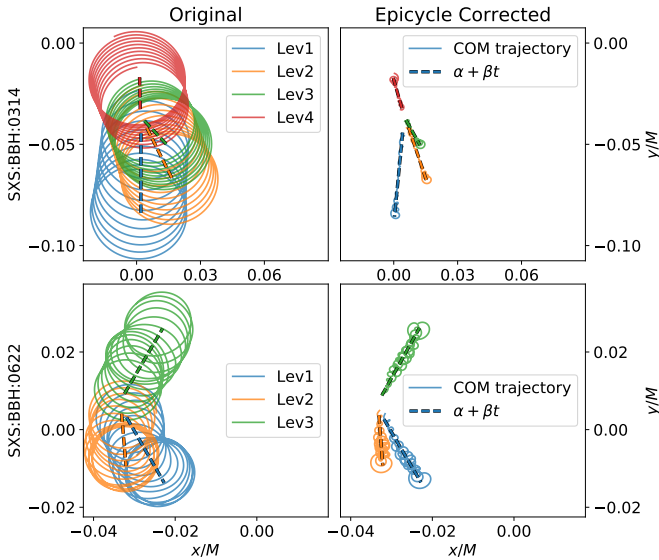 Original
Epicycle Corrected
SXS:BBH:0314
0.00
−0.05
−0.10
Lev1
Lev2
Lev3
Lev4
0.00
0.03
0.06
COM trajectory
α + βt
0.00
−0.05
−0.10
y/M
0.00
0.03
0.06
SXS:BBH:0622
0.02
0.00
−0.02
Lev1
Lev2
Lev3
−0.04
−0.02
0.00
x/M
COM trajectory
α + βt
0.02
0.00
−0.02
y/M
−0.04
−0.02
0.00
x/M